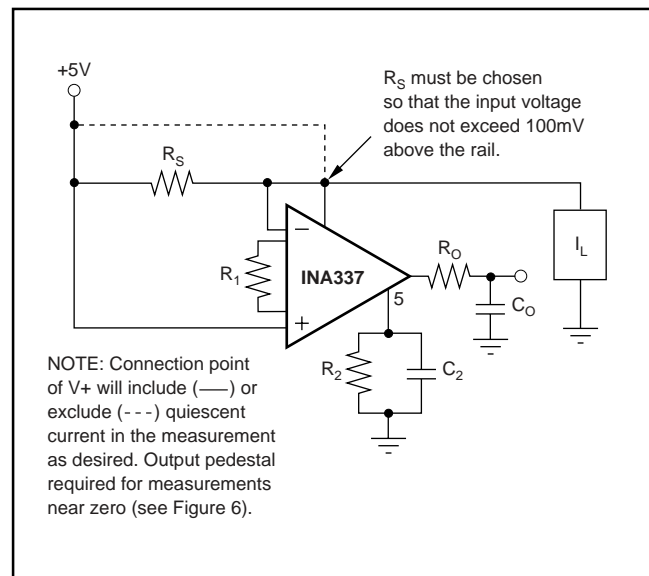 +5V
R_S must be chosen
so that the input voltage
does not exceed 100mV
above the rail.
R_S
−
R_1
INA337
+
5
R_O
C_O
I_L
R_2
C_2
NOTE: Connection point
of V+ will include (——) or
exclude (- - -) quiescent
current in the measurement
as desired. Output pedestal
required for measurements
near zero (see Figure 6).